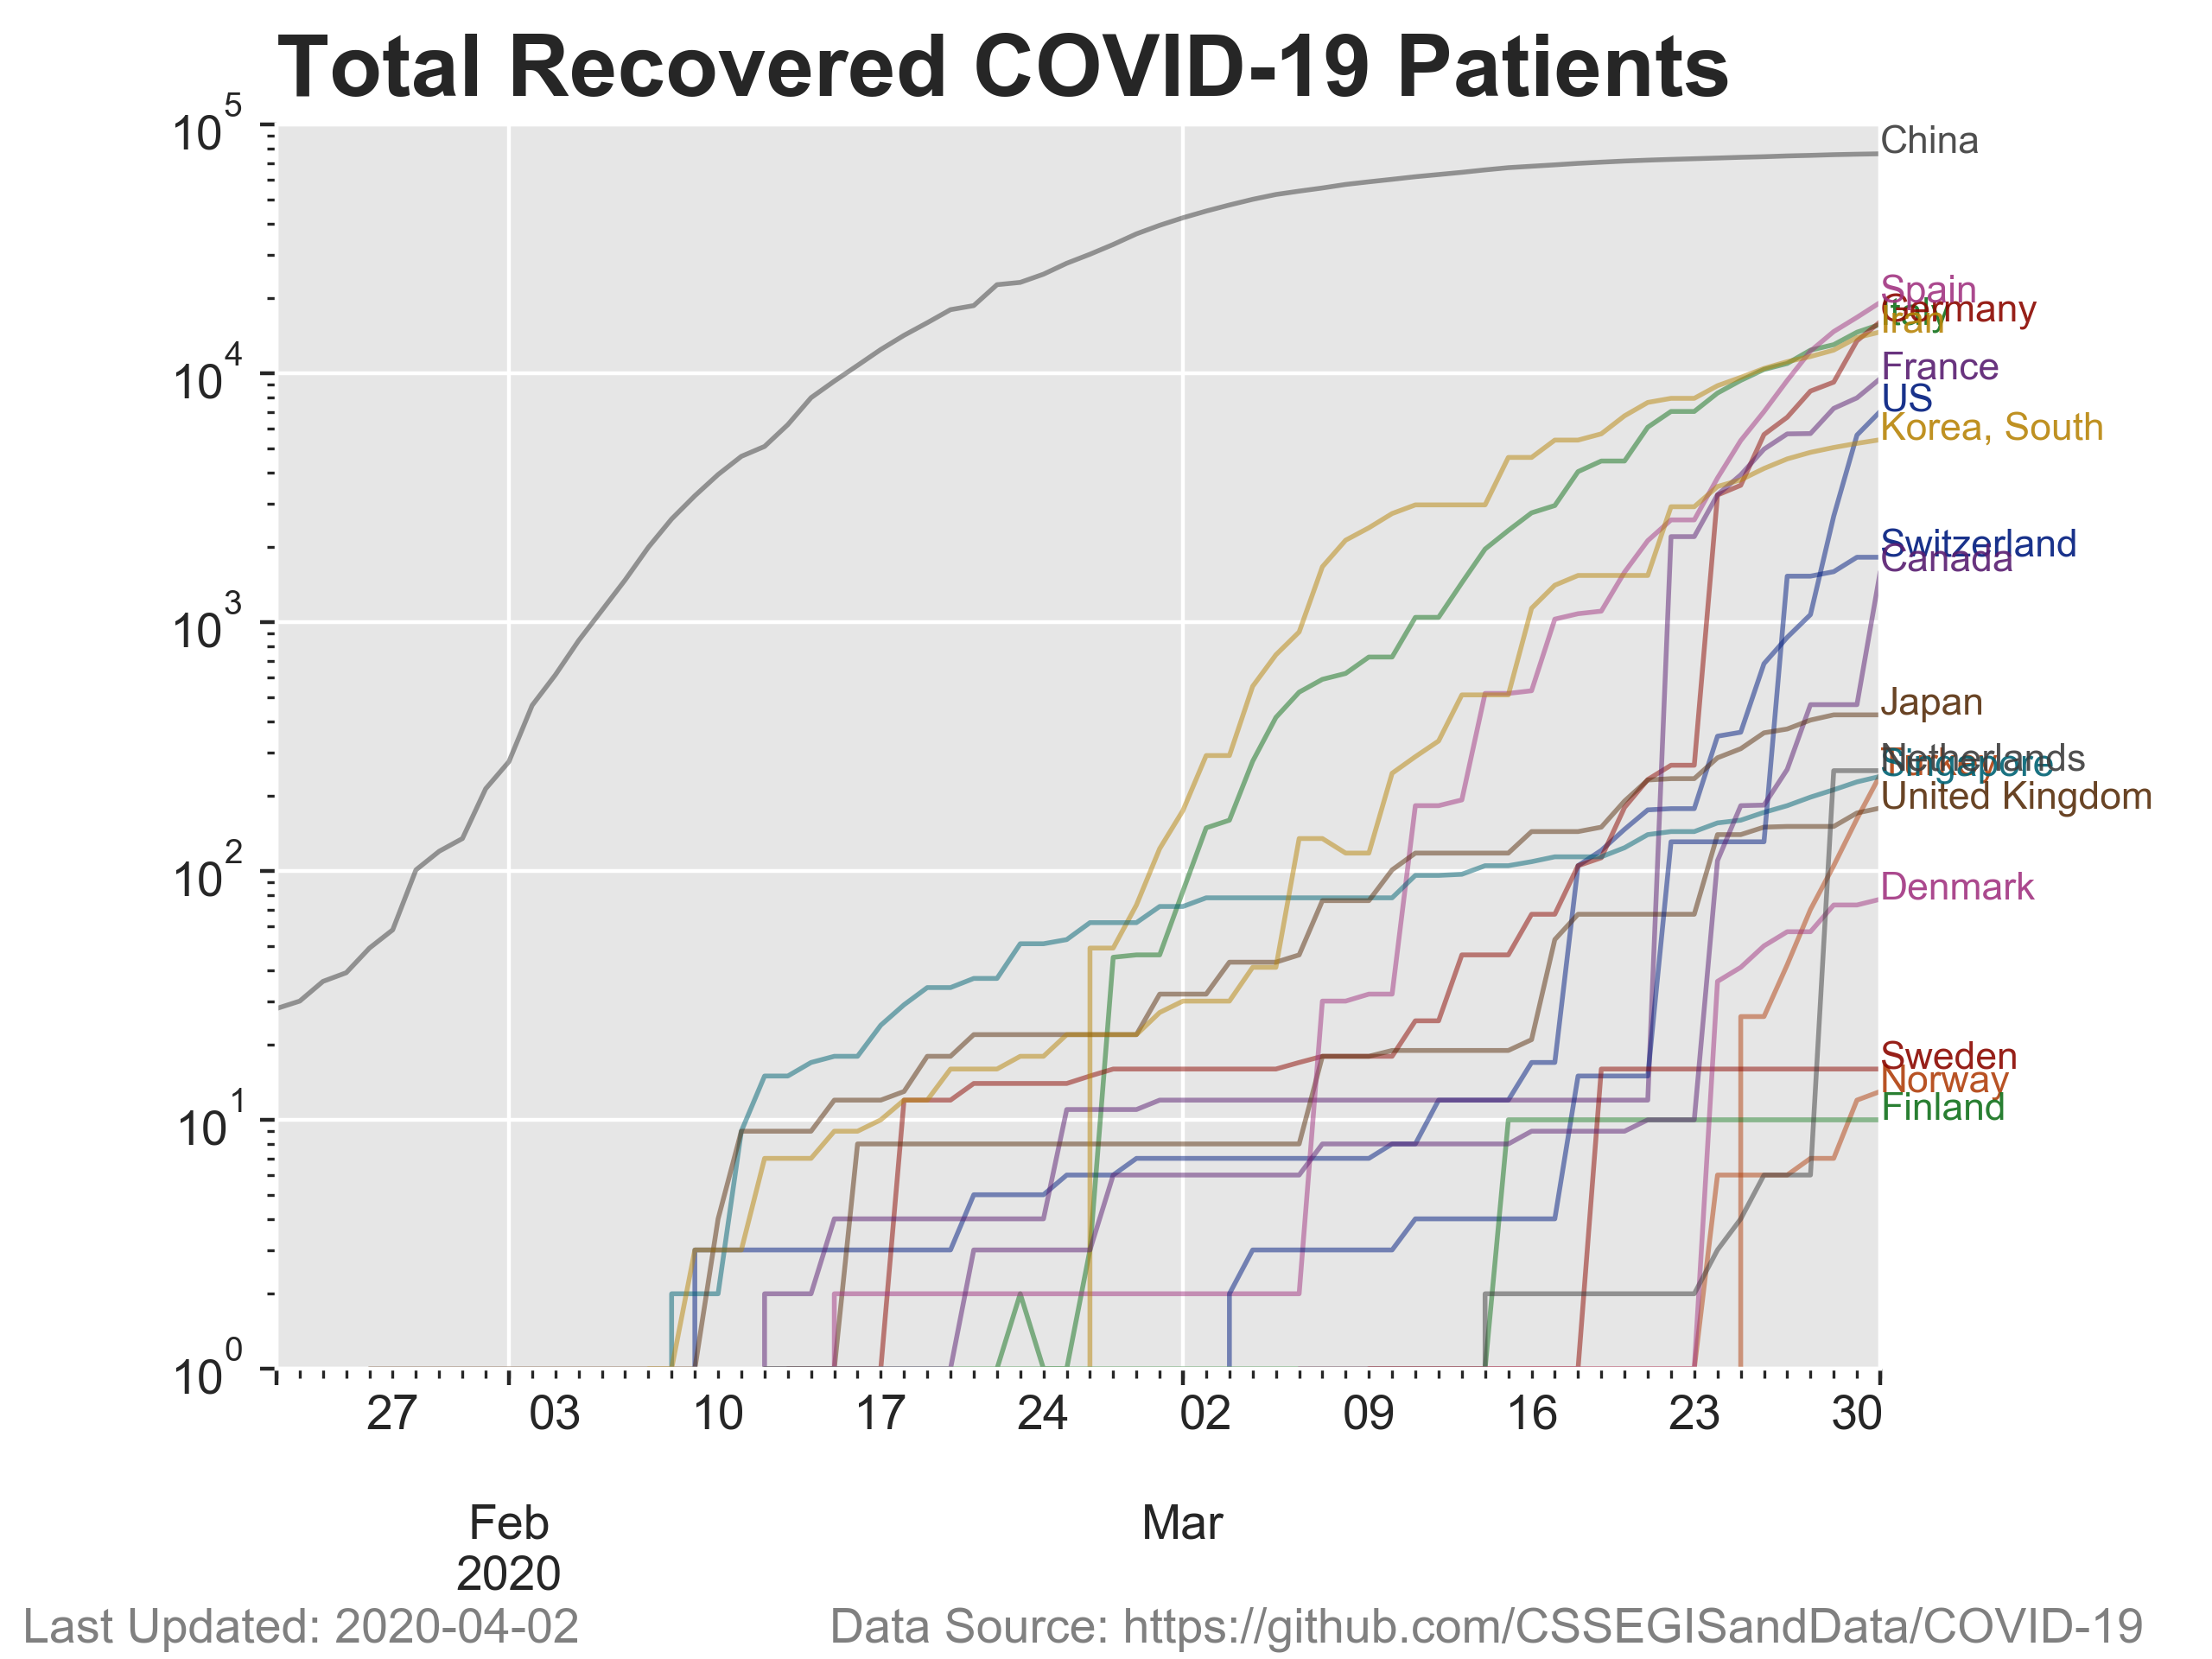 Total Recovered COVID-19 Patients
10^5
10^4
10^3
10^2
10^1
10^0
China
Spain
Germany
Italy
Iran
France
US
Korea, South
Switzerland
Canada
Japan
Netherlands
Turkey
Singapore
United Kingdom
Denmark
Sweden
Norway
Finland
27 03 10 17 24 02 09 16 23 30
Feb Mar
2020
Last Updated: 2020-04-02 Data Source: https://github.com/CSSEGISandData/COVID-19